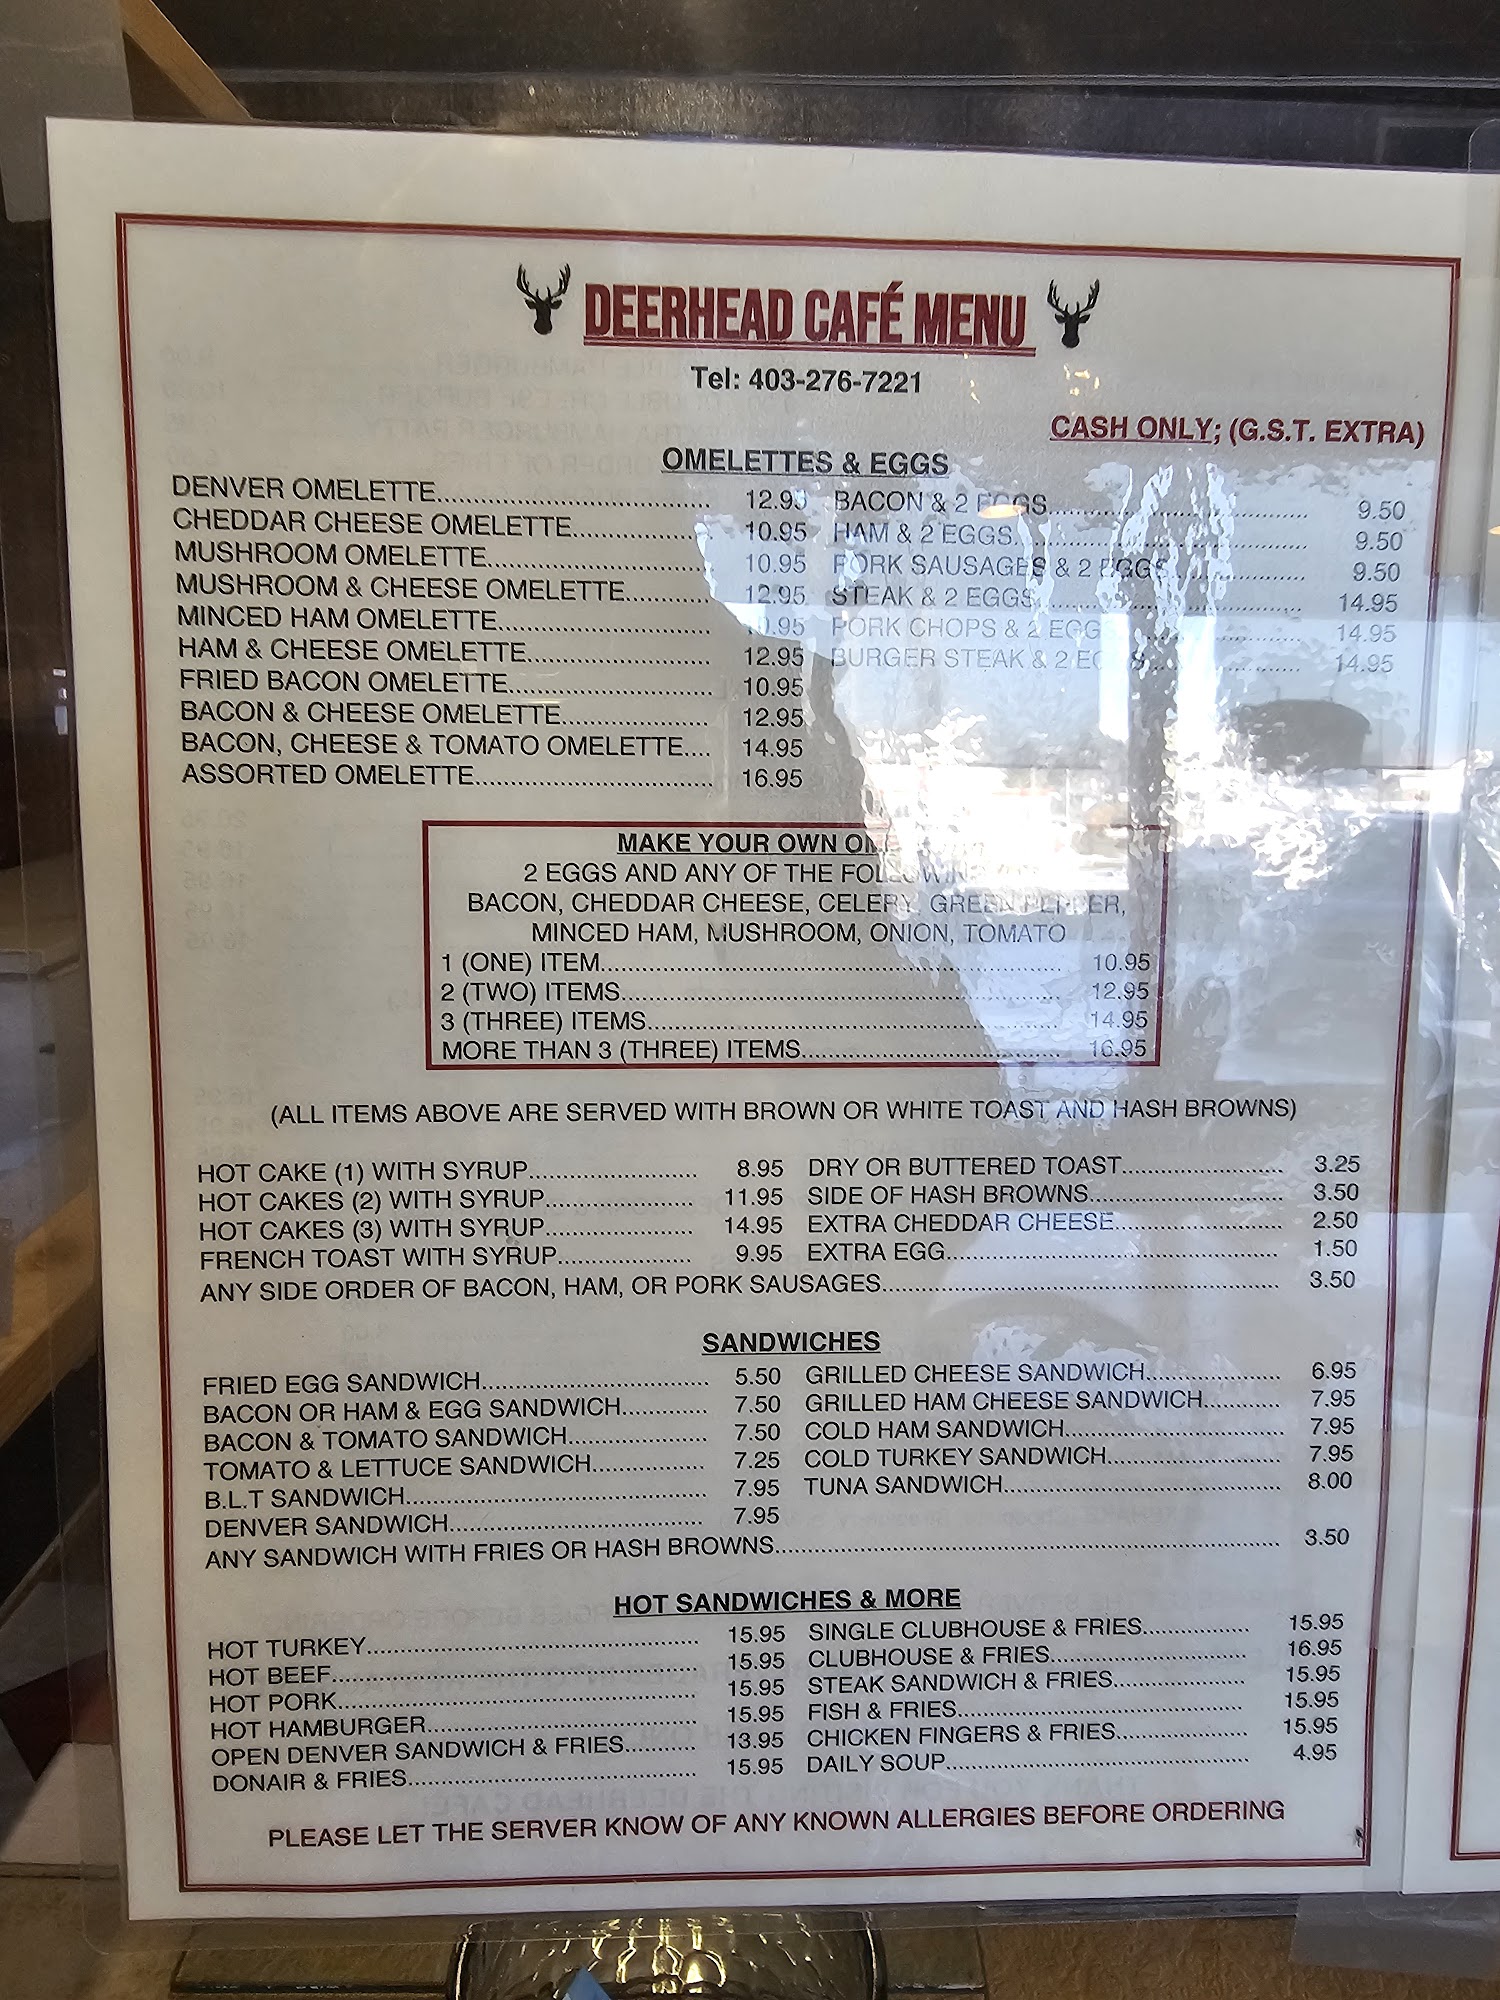 DEERHEAD CAFÉ MENU
Tel: 403-276-7221
CASH ONLY; (G.S.T. EXTRA)
OMELETTES & EGGS
DENVER OMELETTE 12.95
CHEDDAR CHEESE OMELETTE 10.95
MUSHROOM OMELETTE 10.95
MUSHROOM & CHEESE OMELETTE 12.95
MINCED HAM OMELETTE 10.95
HAM & CHEESE OMELETTE 12.95
FRIED BACON OMELETTE 10.95
BACON & CHEESE OMELETTE 12.95
BACON, CHEESE & TOMATO OMELETTE 14.95
ASSORTED OMELETTE 16.95
BACON & 2 EGGS 9.50
HAM & 2 EGGS 9.50
PORK SAUSAGES & 2 EGGS 9.50
STEAK & 2 EGGS 14.95
PORK CHOPS & 2 EGGS 14.95
BURGER STEAK & 2 EGGS 14.95
MAKE YOUR OWN
2 EGGS AND ANY OF THE FOLLOWING
BACON, CHEDDAR CHEESE, CELERY, GREEN PEPPER,
MINCED HAM, MUSHROOM, ONION, TOMATO
1 (ONE) ITEM 10.95
2 (TWO) ITEMS 12.95
3 (THREE) ITEMS 14.95
MORE THAN 3 (THREE) ITEMS 16.95
(ALL ITEMS ABOVE ARE SERVED WITH BROWN OR WHITE TOAST AND HASH BROWNS)
HOT CAKE (1) WITH SYRUP 8.95
HOT CAKES (2) WITH SYRUP 11.95
HOT CAKES (3) WITH SYRUP 14.95
FRENCH TOAST WITH SYRUP 9.95
DRY OR BUTTERED TOAST 3.25
SIDE OF HASH BROWNS 3.50
EXTRA CHEDDAR CHEESE 2.50
EXTRA EGG 1.50
ANY SIDE ORDER OF BACON, HAM, OR PORK SAUSAGES 3.50
SANDWICHES
FRIED EGG SANDWICH 5.50
BACON OR HAM & EGG SANDWICH 7.50
BACON & TOMATO SANDWICH 7.50
TOMATO & LETTUCE SANDWICH 7.25
B.L.T SANDWICH 7.95
DENVER SANDWICH 7.95
GRILLED CHEESE SANDWICH 6.95
GRILLED HAM CHEESE SANDWICH 7.95
COLD HAM SANDWICH 7.95
COLD TURKEY SANDWICH 7.95
TUNA SANDWICH 8.00
ANY SANDWICH WITH FRIES OR HASH BROWNS 3.50
HOT SANDWICHES & MORE
HOT TURKEY 15.95
HOT BEEF 15.95
HOT PORK 15.95
HOT HAMBURGER 15.95
OPEN DENVER SANDWICH & FRIES 13.95
DONAIR & FRIES 15.95
SINGLE CLUBHOUSE & FRIES 15.95
CLUBHOUSE & FRIES 16.95
STEAK SANDWICH & FRIES 15.95
FISH & FRIES 15.95
CHICKEN FINGERS & FRIES 15.95
DAILY SOUP 4.95
PLEASE LET THE SERVER KNOW OF ANY KNOWN ALLERGIES BEFORE ORDERING